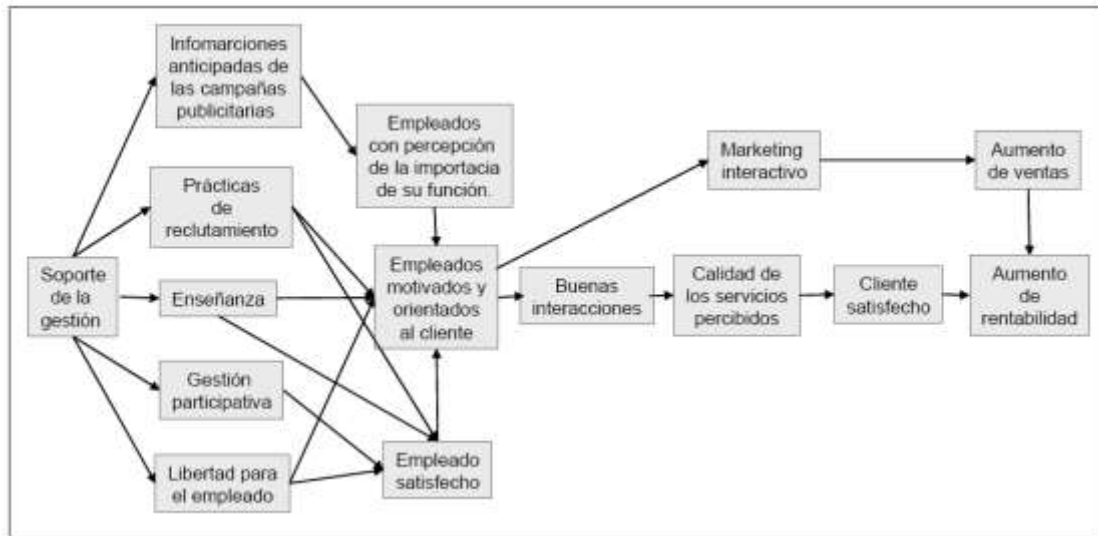 Infomarciones
anticipadas de
las campañas
publicitarias
Empleados
con percepción
de la importacia
de su función.
Marketing
interactivo
Aumento
de ventas
Prácticas
de
reclutamiento
Soporte
de la
gestión
Enseñanza
Empleados
motivados y
orientados
al cliente
Buenas
interacciones
Calidad de
los servicios
percibidos
Cliente
satisfecho
Aumento
de
rentabilidad
Gestión
participativa
Libertad para
el empleado
Empleado
satisfecho